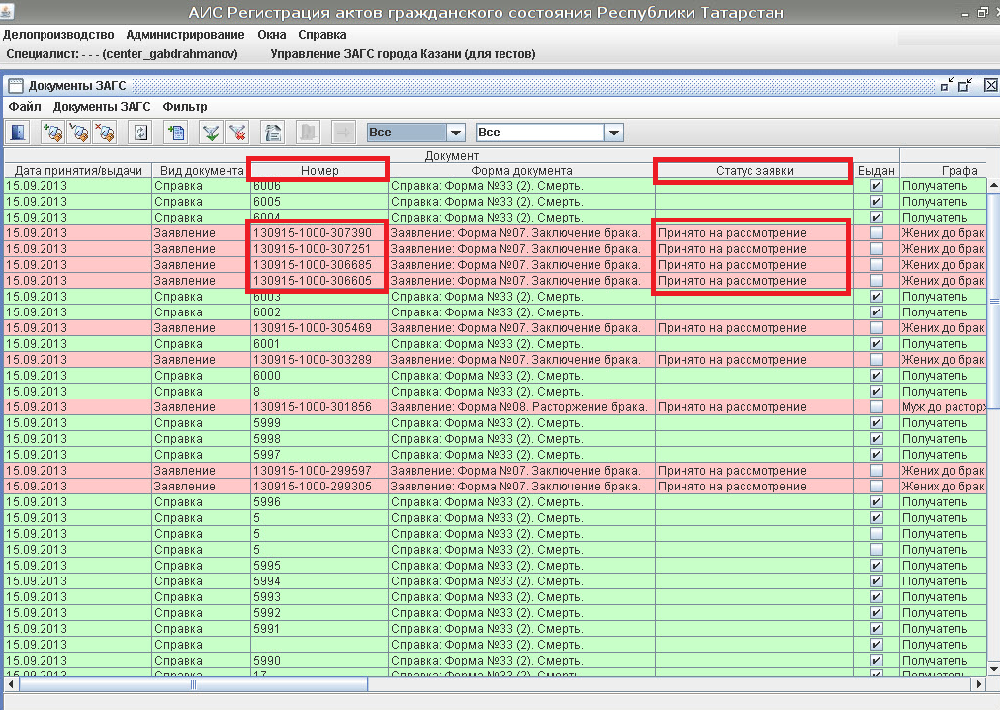 АИС Регистрация актов гражданского состояния Республики Татарстан
Делопроизводство Администрирование Окна Справка
Специалист: - - - (center_gabdrahmanov) Управление ЗАГС города Казани (для тестов)
Документы ЗАГС
Файл Документы ЗАГС Фильтр
Все Все
Документ
Дата принятия/выдачи Вид документа Номер Форма документа Статус заявки Выдан Графа
15.09.2013 Справка 6006 Справка: Форма №33 (2). Смерть. Получатель
15.09.2013 Справка 6005 Справка: Форма №33 (2). Смерть. Получатель
15.09.2013 Справка 6004 Справка: Форма №33 (2). Смерть. Получатель
15.09.2013 Заявление 130915-1000-307390 Заявление: Форма №07. Заключение брака. Принято на рассмотрение Жених до брак
15.09.2013 Заявление 130915-1000-307251 Заявление: Форма №07. Заключение брака. Принято на рассмотрение Жених до брак
15.09.2013 Заявление 130915-1000-306685 Заявление: Форма №07. Заключение брака. Принято на рассмотрение Жених до брак
15.09.2013 Заявление 130915-1000-306605 Заявление: Форма №07. Заключение брака. Принято на рассмотрение Жених до брак
15.09.2013 Справка 6003 Справка: Форма №33 (2). Смерть. Получатель
15.09.2013 Справка 6002 Справка: Форма №33 (2). Смерть. Получатель
15.09.2013 Заявление 130915-1000-305469 Заявление: Форма №07. Заключение брака. Принято на рассмотрение Жених до брак
15.09.2013 Справка 6001 Справка: Форма №33 (2). Смерть. Получатель
15.09.2013 Заявление 130915-1000-303289 Заявление: Форма №07. Заключение брака. Принято на рассмотрение Жених до брак
15.09.2013 Справка 6000 Справка: Форма №33 (2). Смерть. Получатель
15.09.2013 Справка 8 Справка: Форма №33 (2). Смерть. Получатель
15.09.2013 Заявление 130915-1000-301856 Заявление: Форма №08. Расторжение брака. Принято на рассмотрение Муж до расторж
15.09.2013 Справка 5999 Справка: Форма №33 (2). Смерть. Получатель
15.09.2013 Справка 5998 Справка: Форма №33 (2). Смерть. Получатель
15.09.2013 Справка 5997 Справка: Форма №33 (2). Смерть. Получатель
15.09.2013 Заявление 130915-1000-299597 Заявление: Форма №07. Заключение брака. Принято на рассмотрение Жених до брак
15.09.2013 Заявление 130915-1000-299305 Заявление: Форма №07. Заключение брака. Принято на рассмотрение Жених до брак
15.09.2013 Справка 5996 Справка: Форма №33 (2). Смерть. Получатель
15.09.2013 Справка 5 Справка: Форма №33 (2). Смерть. Получатель
15.09.2013 Справка 5 Справка: Форма №33 (2). Смерть. Получатель
15.09.2013 Справка 5 Справка: Форма №33 (2). Смерть. Получатель
15.09.2013 Справка 5995 Справка: Форма №33 (2). Смерть. Получатель
15.09.2013 Справка 5994 Справка: Форма №33 (2). Смерть. Получатель
15.09.2013 Справка 5993 Справка: Форма №33 (2). Смерть. Получатель
15.09.2013 Справка 5992 Справка: Форма №33 (2). Смерть. Получатель
15.09.2013 Справка 5991 Справка: Форма №33 (2). Смерть. Получатель
15.09.2013 Справка Справка: Форма №33 (2). Смерть. Получатель
15.09.2013 Справка 5990 Справка: Форма №33 (2). Смерть. Получатель
15.09.2013 Справка 17 Справка: Форма №33 (2). Смерть. Получатель